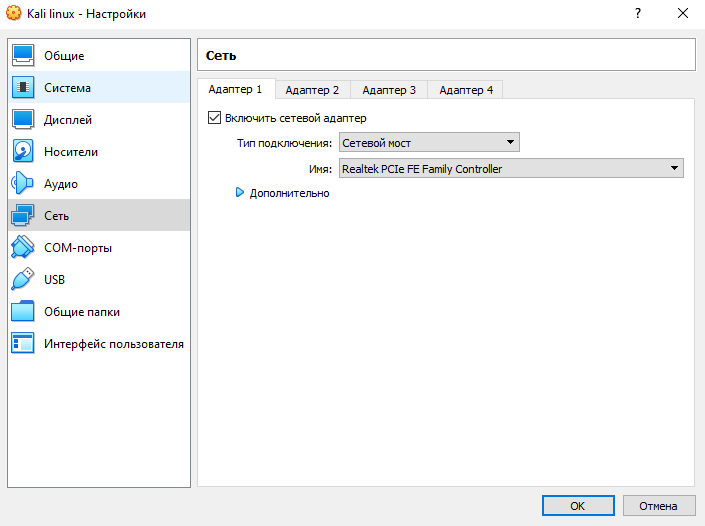 Kali linux - Настройки
?
Общие
Система
Дисплей
Носители
Аудио
Сеть
COM-порты
USB
Общие папки
Интерфейс пользователя
Сеть
Адаптер 1 Адаптер 2 Адаптер 3 Адаптер 4
Включить сетевой адаптер
Тип подключения: Сетевой мост
Имя: Realtek PCIe FE Family Controller
Дополнительно
OK Отмена